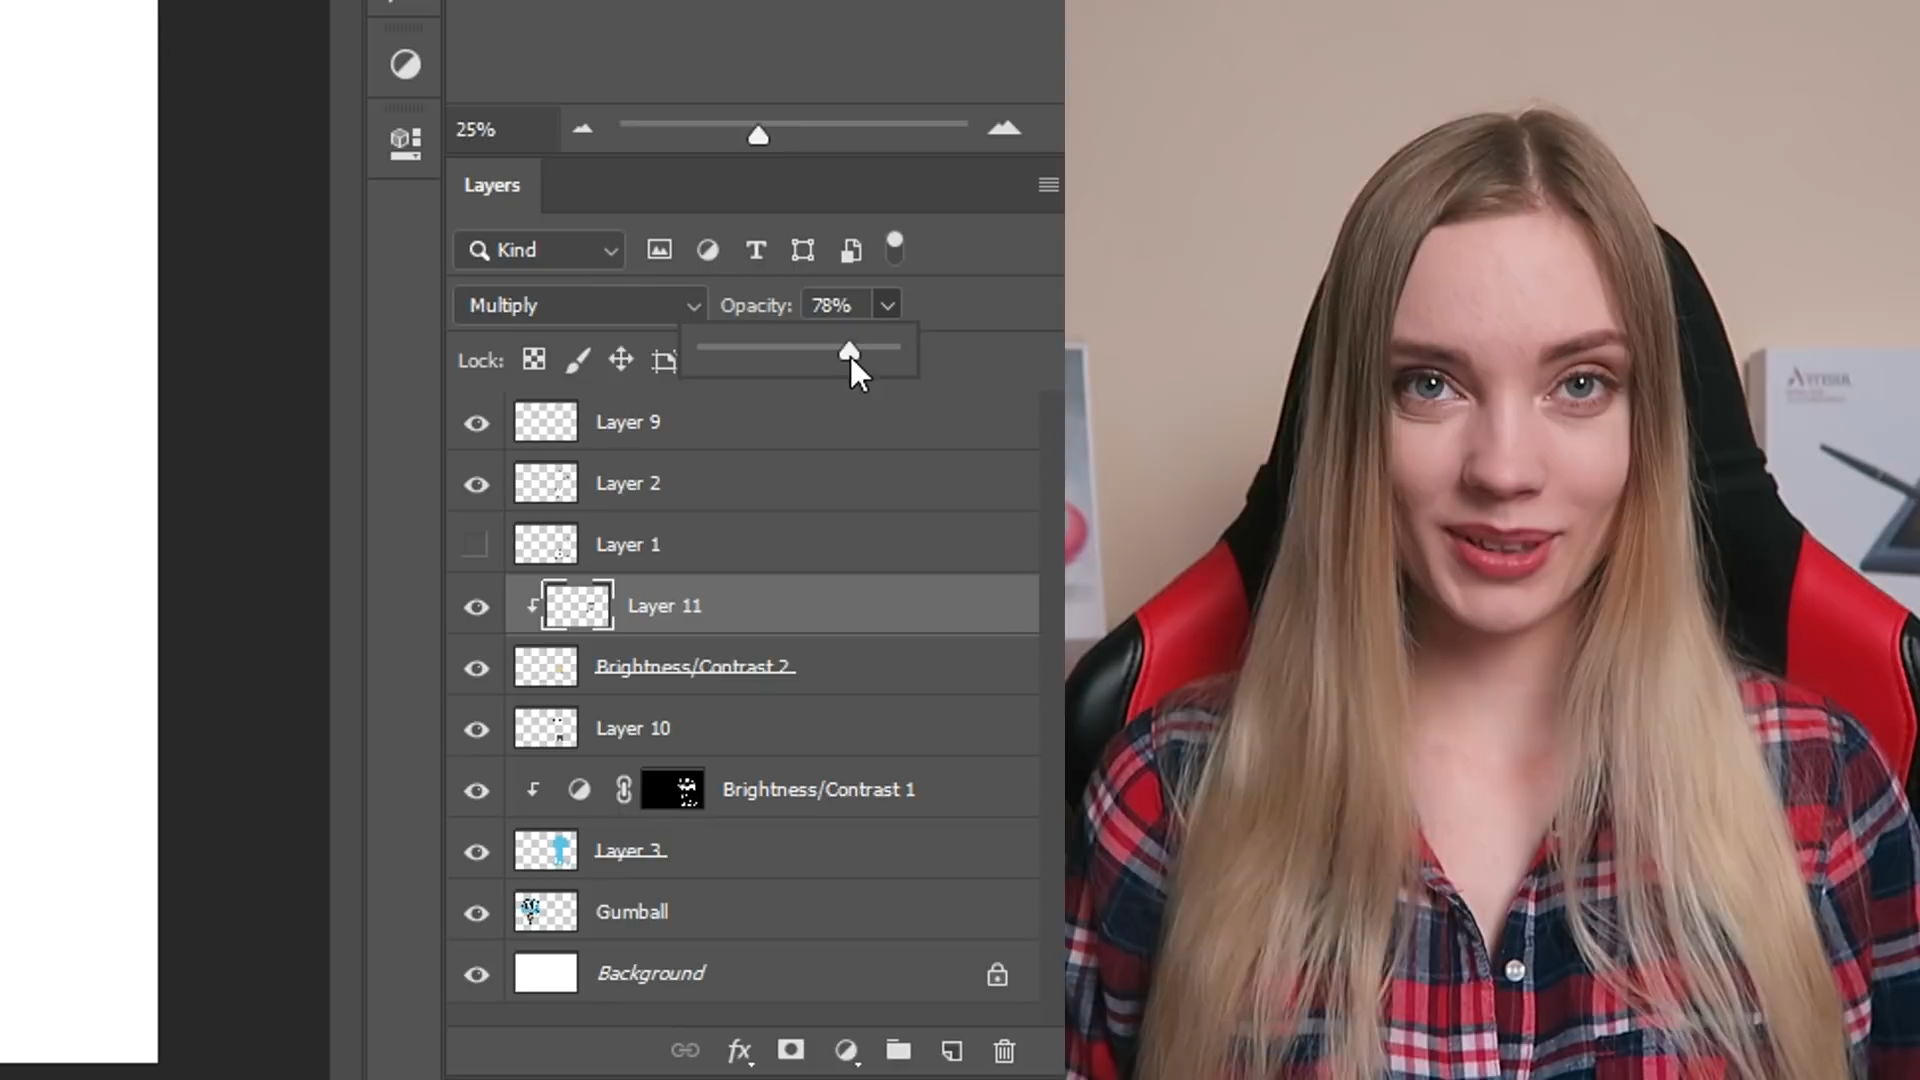 25%
Layers
Kind
Multiply Opacity: 78%
Lock:
Layer 9
Layer 2
Layer 1
Layer 11
Brightness/Contrast 2
Layer 10
Brightness/Contrast 1
Layer 3
Gumball
Background
fx